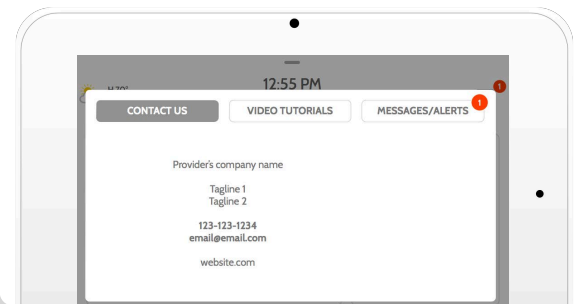 12:55 PM
1
CONTACT US
VIDEO TUTORIALS
MESSAGES/ALERTS
1
Provider's company name
Tagline 1
Tagline 2
123-123-1234
email@email.com
website.com